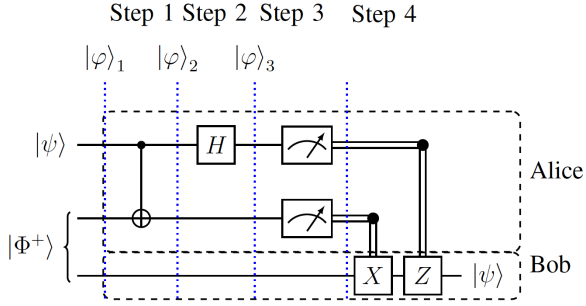 Step 1 Step 2 Step 3 Step 4
|φ⟩₁ |φ⟩₂ |φ⟩₃
|ψ⟩ H
Alice
|Φ⁺⟩
Bob
X Z |ψ⟩